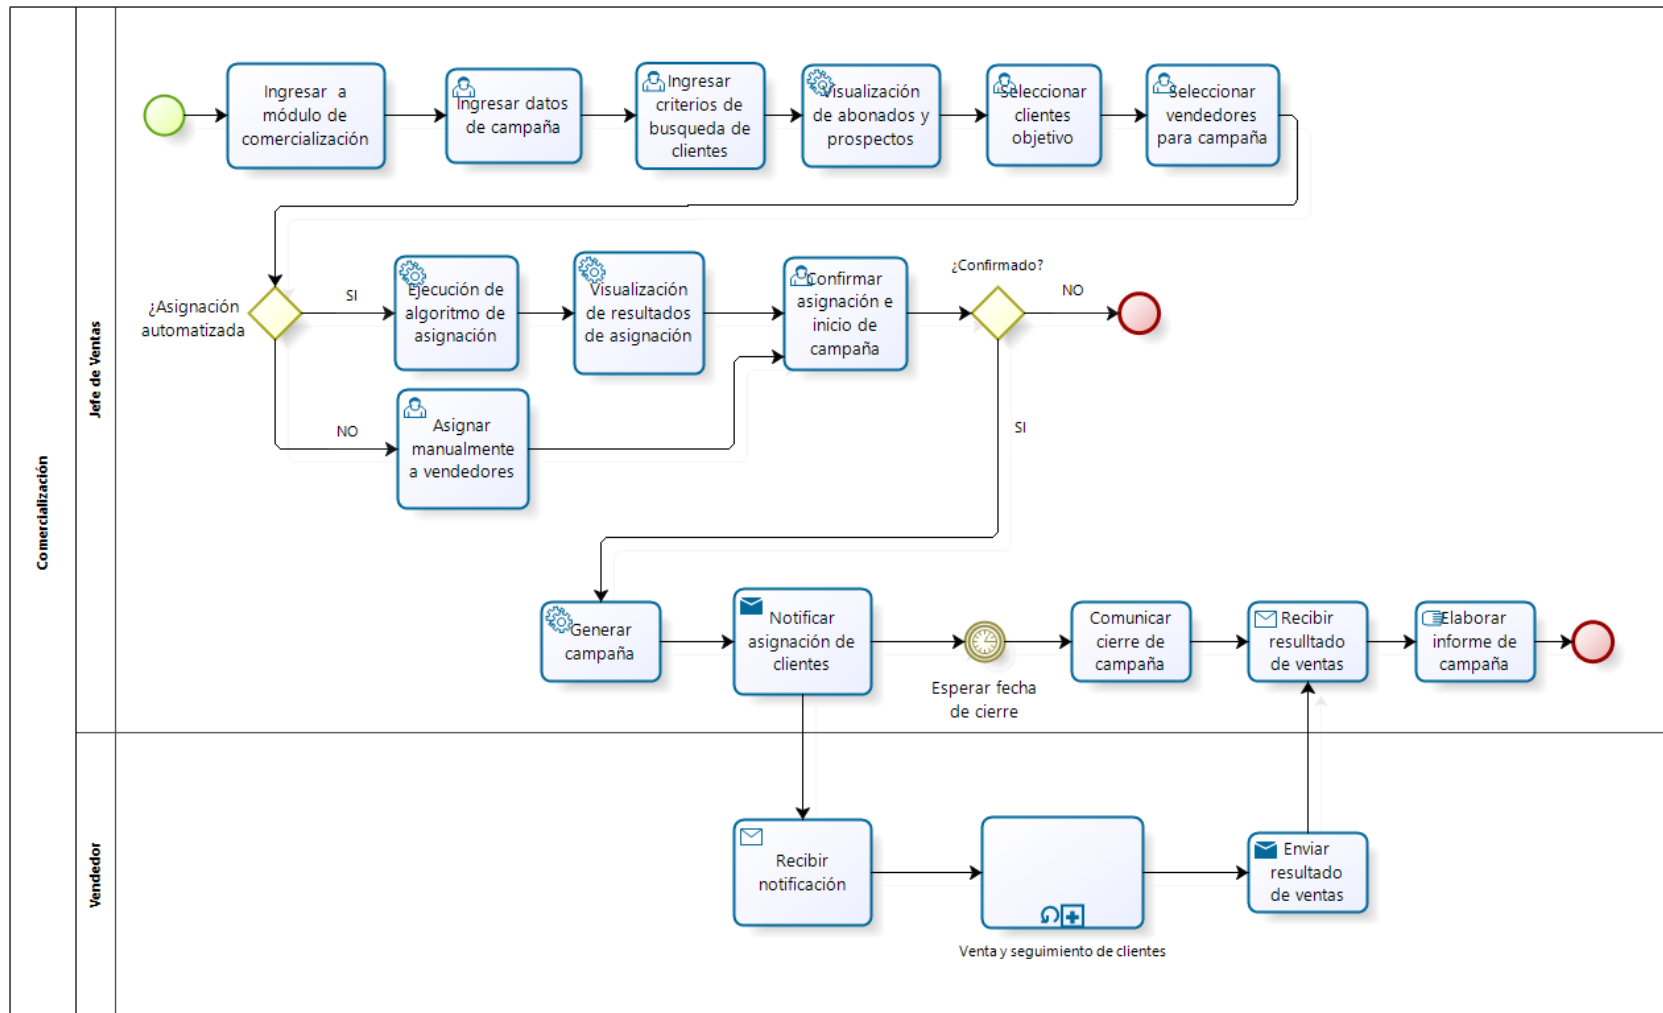 Comercialización
Jefe de Ventas
Ingresar a
módulo de
comercialización
Ingresar datos
de campaña
Ingresar
criterios de
busqueda de
clientes
Visualización
de abonados y
prospectos
Seleccionar
clientes
objetivo
Seleccionar
vendedores
para campaña
¿Asignación
automatizada
SI
Ejecución de
algoritmo de
asignación
Visualización
de resultados
de asignación
Confirmar
asignación e
inicio de
campaña
¿Confirmado?
NO
NO
Asignar
manualmente
a vendedores
SI
Generar
campaña
Notificar
asignación de
clientes
Esperar fecha
de cierre
Comunicar
cierre de
campaña
Recibir
resulltado
de ventas
Elaborar
informe de
campaña
Vendedor
Recibir
notificación
Venta y seguimiento de clientes
Enviar
resultado
de ventas